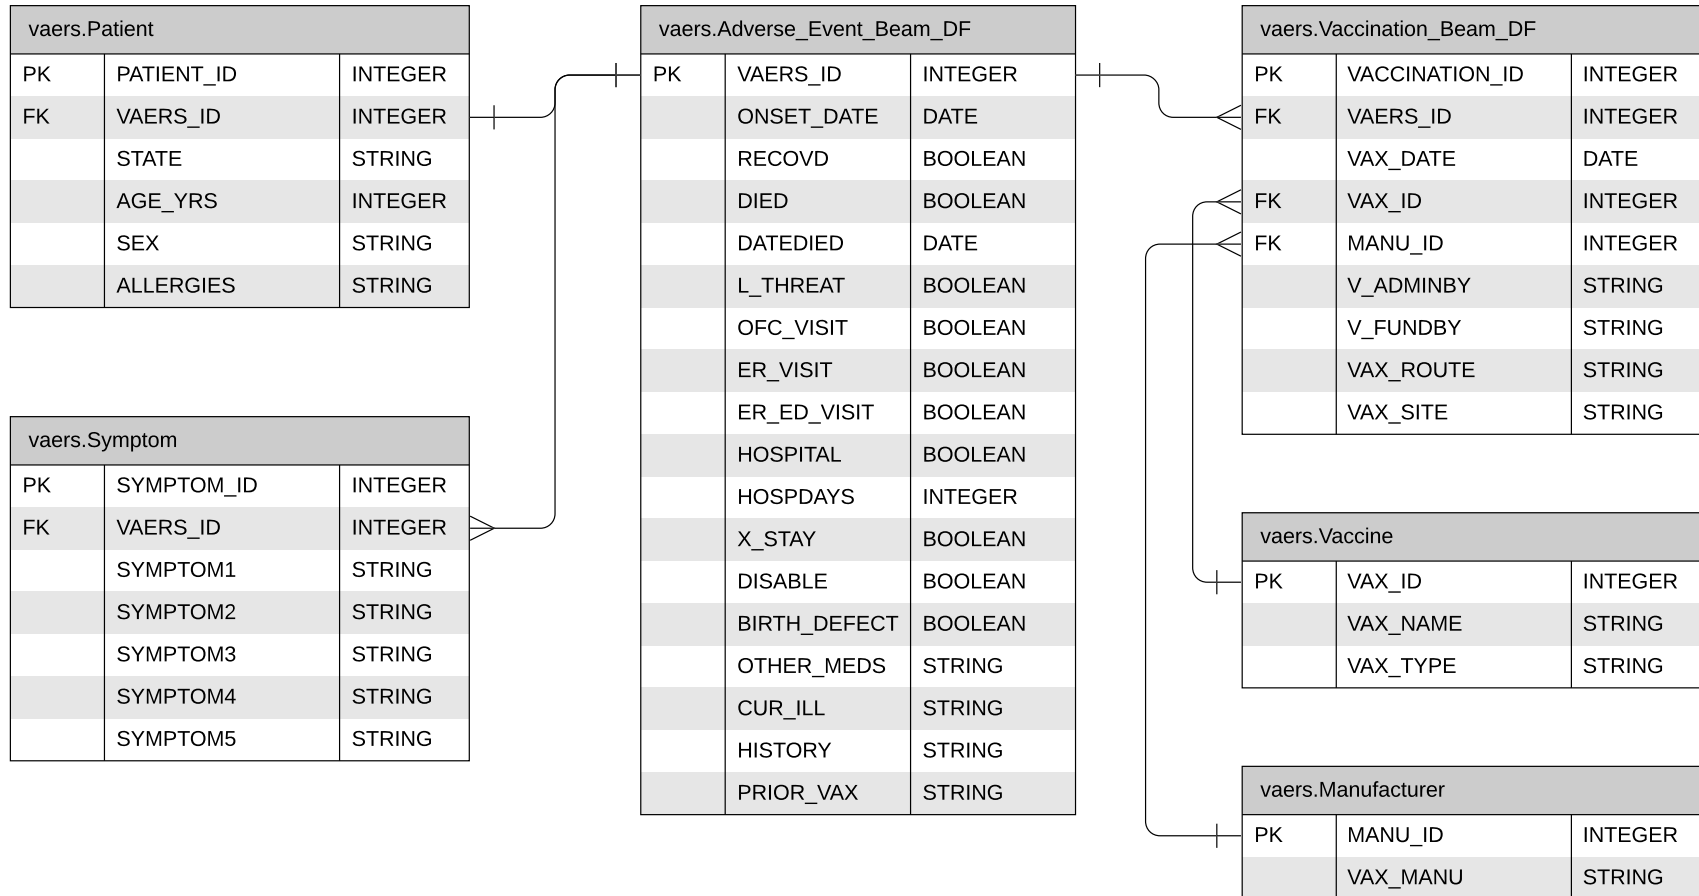 vaers.Patient
PK PATIENT_ID INTEGER
FK VAERS_ID INTEGER
STATE STRING
AGE_YRS INTEGER
SEX STRING
ALLERGIES STRING
vaers.Symptom
PK SYMPTOM_ID INTEGER
FK VAERS_ID INTEGER
SYMPTOM1 STRING
SYMPTOM2 STRING
SYMPTOM3 STRING
SYMPTOM4 STRING
SYMPTOM5 STRING
vaers.Adverse_Event_Beam_DF
PK VAERS_ID INTEGER
ONSET_DATE DATE
RECOVD BOOLEAN
DIED BOOLEAN
DATEDIED DATE
L_THREAT BOOLEAN
OFC_VISIT BOOLEAN
ER_VISIT BOOLEAN
ER_ED_VISIT BOOLEAN
HOSPITAL BOOLEAN
HOSPDAYS INTEGER
X_STAY BOOLEAN
DISABLE BOOLEAN
BIRTH_DEFECT BOOLEAN
OTHER_MEDS STRING
CUR_ILL STRING
HISTORY STRING
PRIOR_VAX STRING
vaers.Vaccination_Beam_DF
PK VACCINATION_ID INTEGER
FK VAERS_ID INTEGER
VAX_DATE DATE
FK VAX_ID INTEGER
FK MANU_ID INTEGER
V_ADMINBY STRING
V_FUNDBY STRING
VAX_ROUTE STRING
VAX_SITE STRING
vaers.Vaccine
PK VAX_ID INTEGER
VAX_NAME STRING
VAX_TYPE STRING
vaers.Manufacturer
PK MANU_ID INTEGER
VAX_MANU STRING